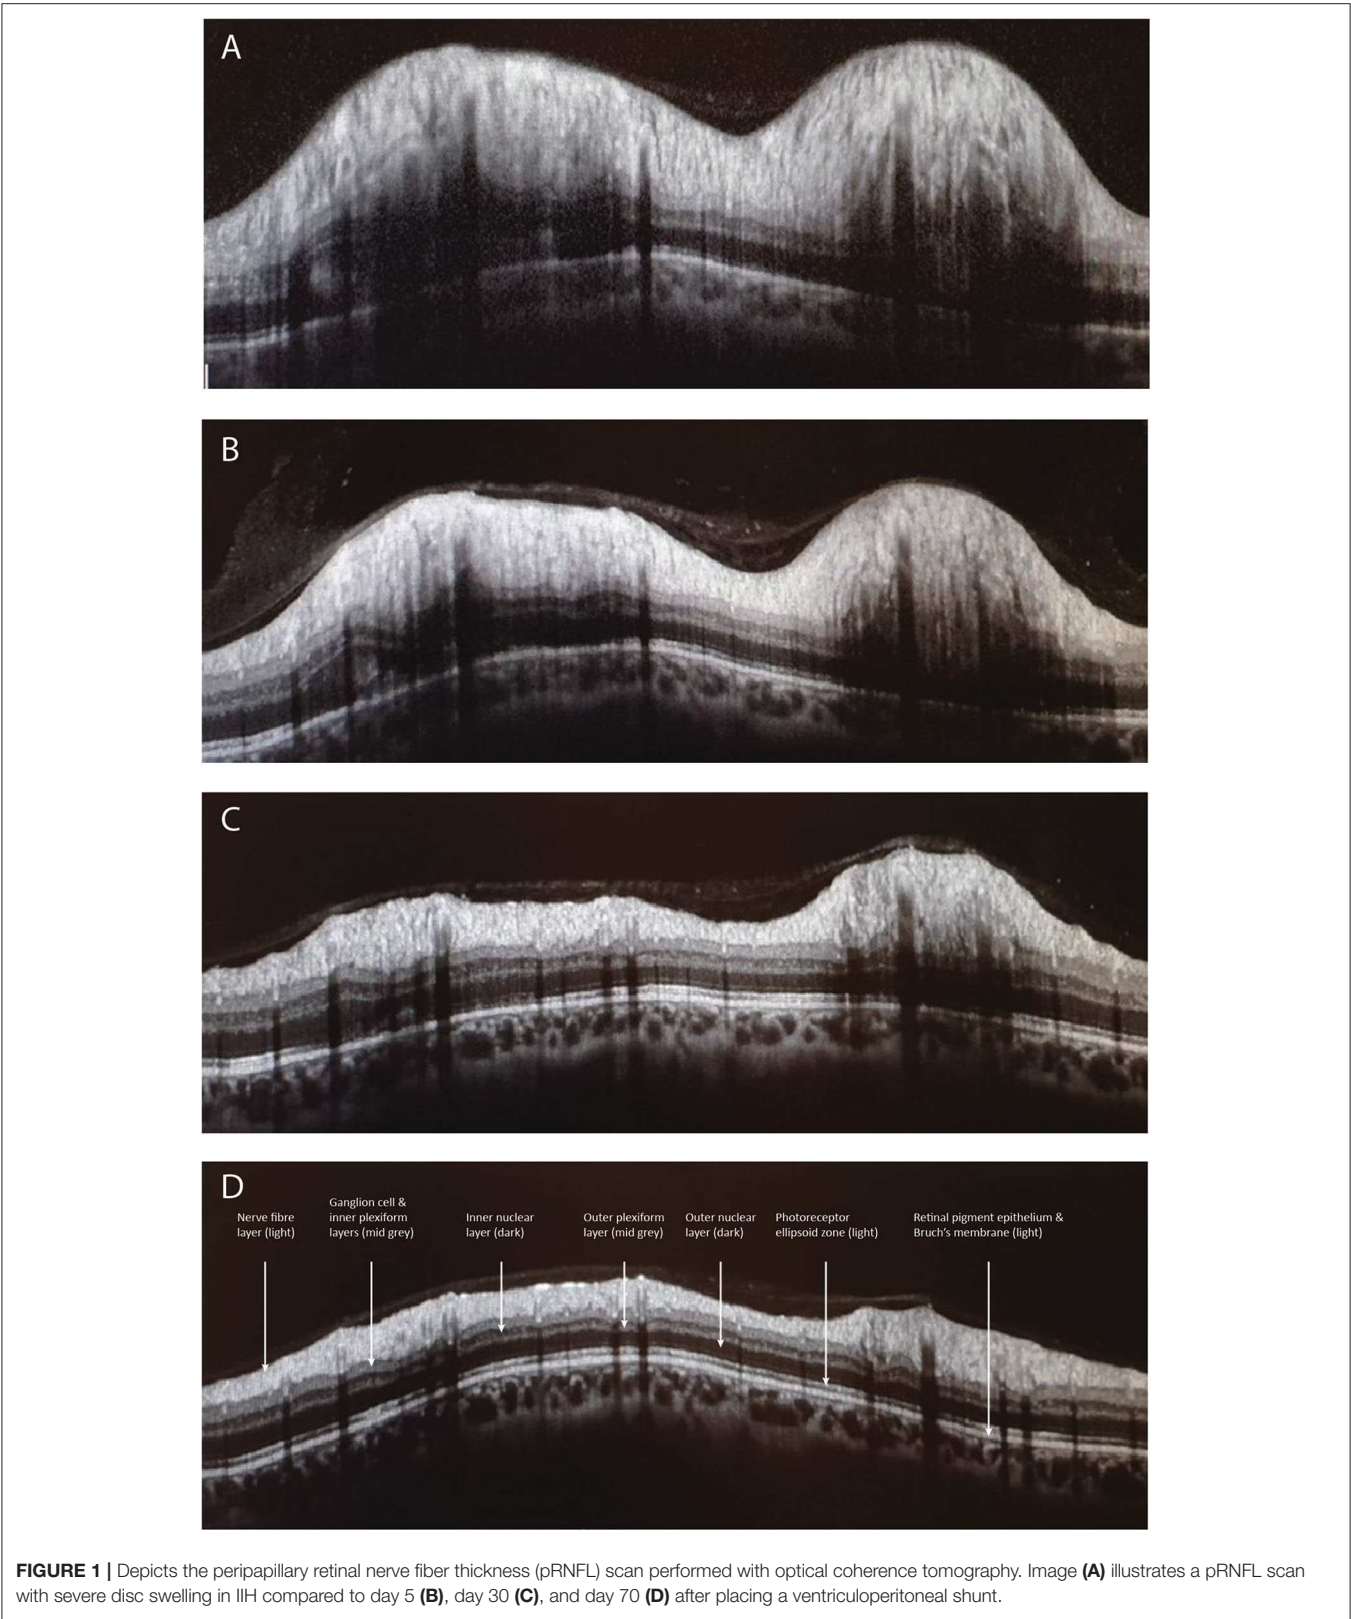 A
B
C
D
Nerve fibre
layer (light)
Ganglion cell &
inner plexiform
layers (mid grey)
Inner nuclear
layer (dark)
Outer plexiform
layer (mid grey)
Outer nuclear
layer (dark)
Photoreceptor
ellipsoid zone (light)
Retinal pigment epithelium &
Bruch's membrane (light)
FIGURE 1 | Depicts the peripapillary retinal nerve fiber thickness (pRNFL) scan performed with optical coherence tomography. Image (A) illustrates a pRNFL scan
with severe disc swelling in IIH compared to day 5 (B), day 30 (C), and day 70 (D) after placing a ventriculoperitoneal shunt.